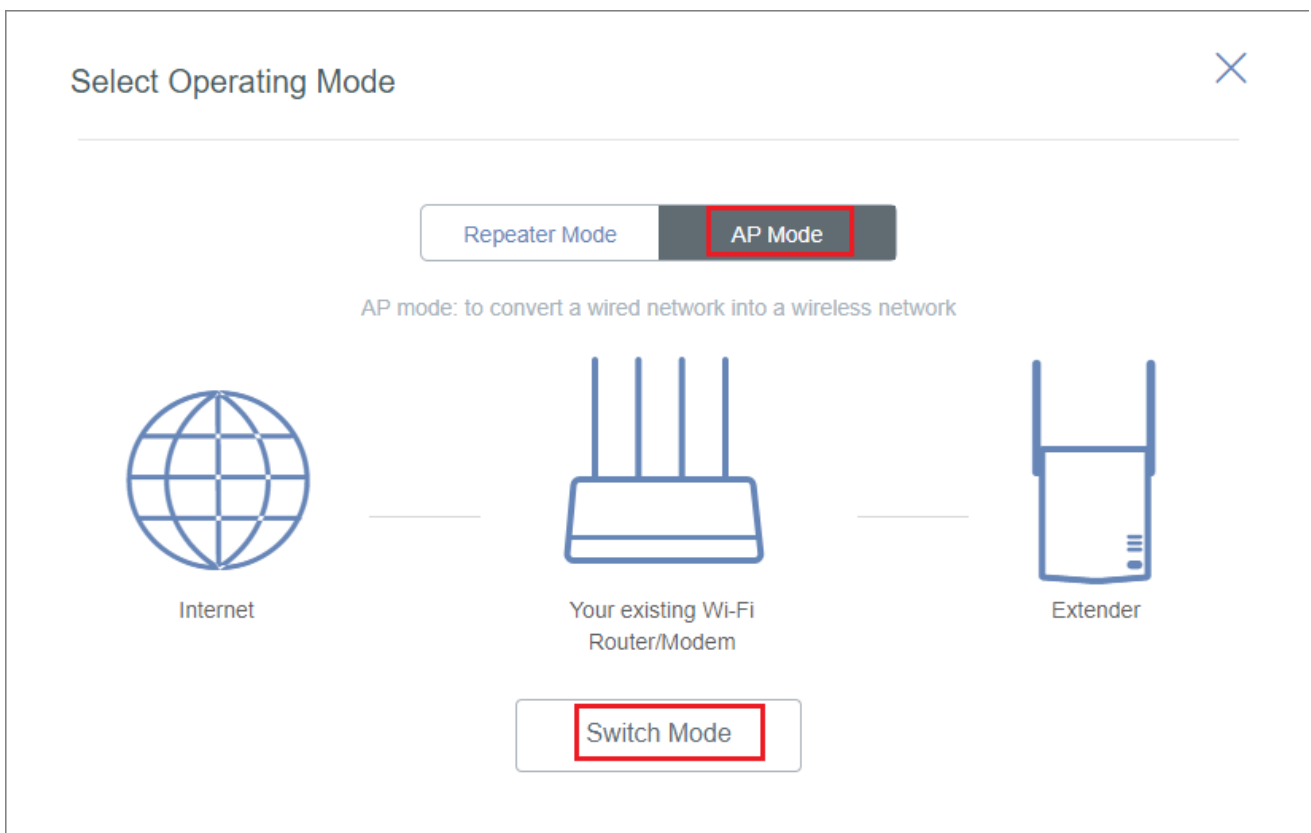 Select Operating Mode
Repeater Mode
AP Mode
AP mode: to convert a wired network into a wireless network
Internet
Your existing Wi-Fi
Router/Modem
Extender
Switch Mode